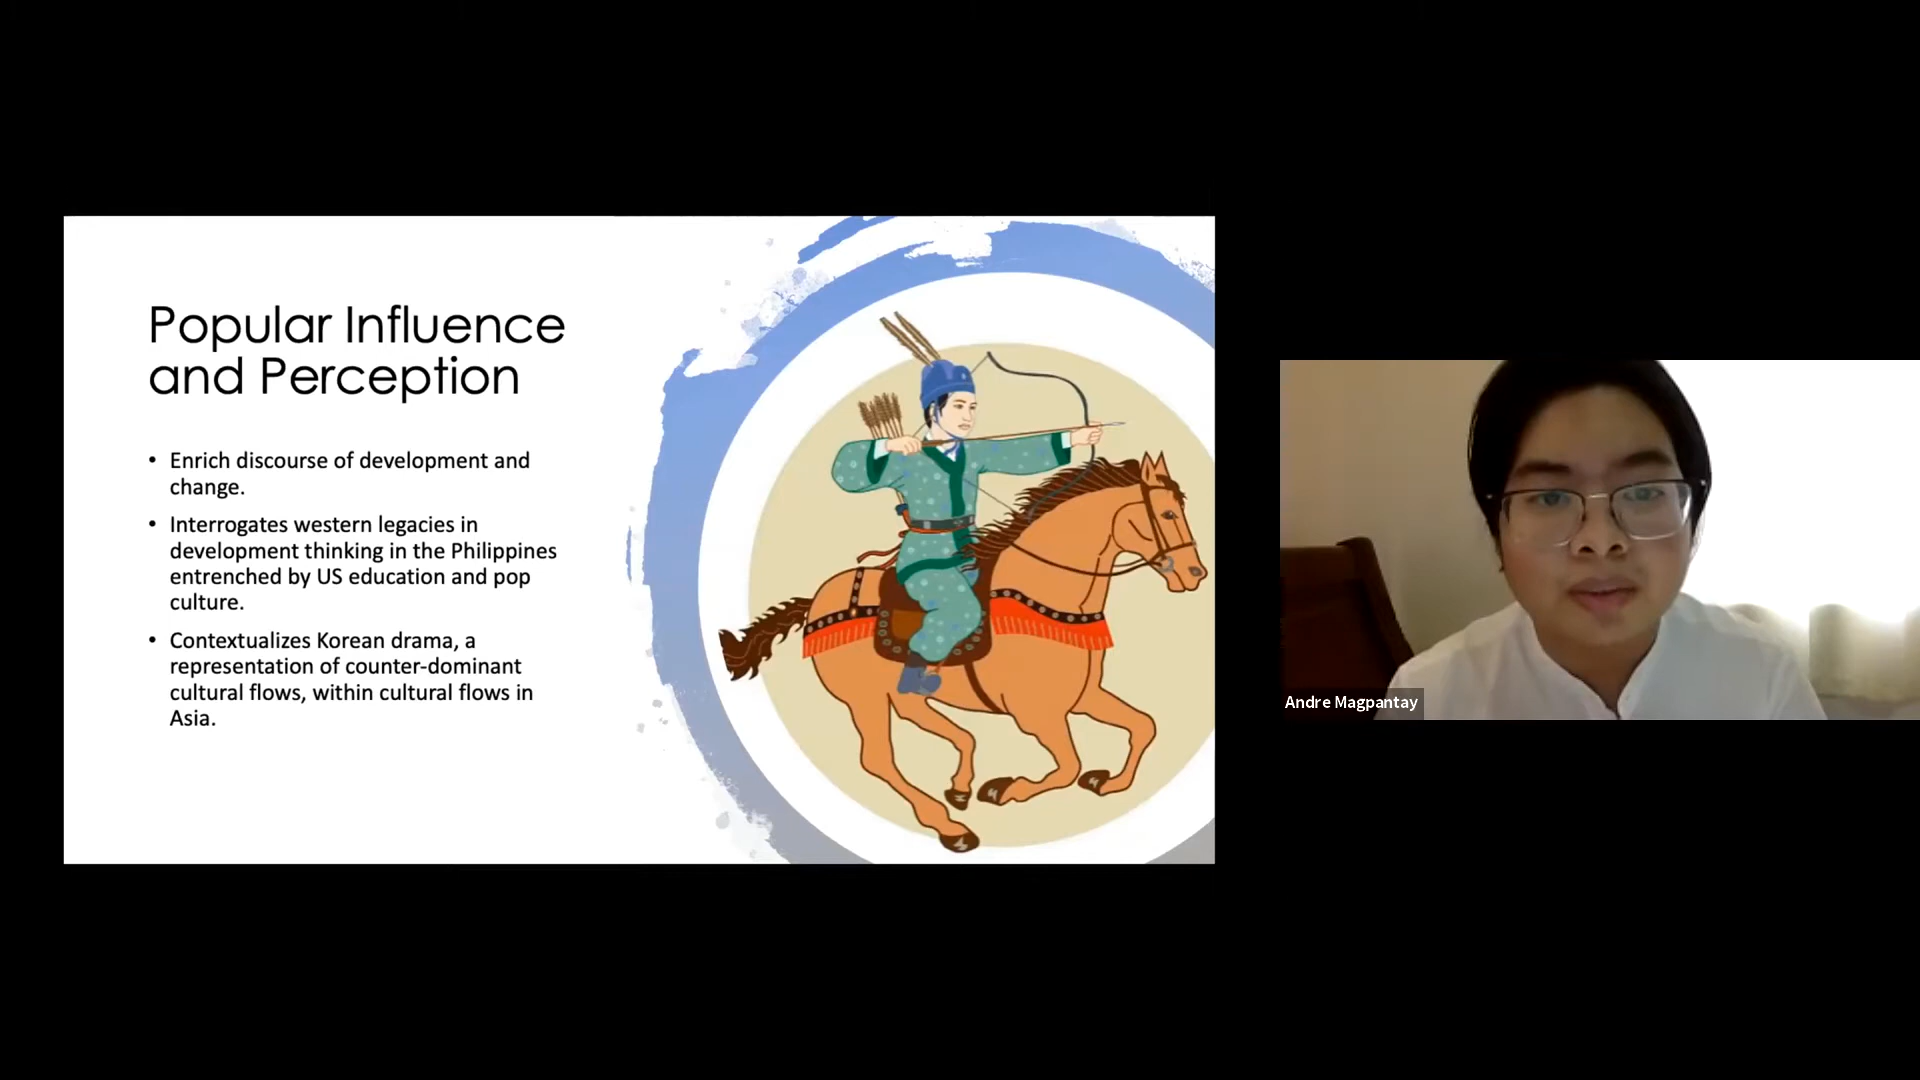 Popular Influence
and Perception
• Enrich discourse of development and
change.
• Interrogates western legacies in
development thinking in the Philippines
entrenched by US education and pop
culture.
• Contextualizes Korean drama, a
representation of counter-dominant
cultural flows, within cultural flows in
Asia.
Andre Magpantay